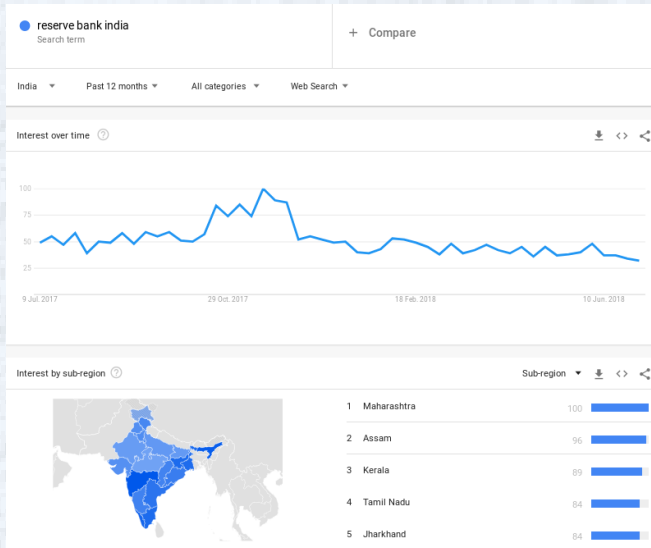 reserve bank india
Search term
+ Compare
India
Past 12 months
All categories
Web Search
Interest over time ?
100
75
50
25
9 Jul. 2017
29 Oct. 2017
18 Feb. 2018
10 Jun. 2018
Interest by sub-region ?
Sub-region
1 Maharashtra 100
2 Assam 96
3 Kerala 89
4 Tamil Nadu 84
5 Jharkhand 84